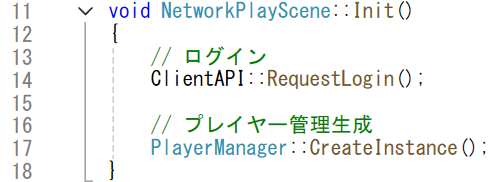 11 void NetworkPlayScene::Init()
12 {
13 // ログイン
14 ClientAPI::RequestLogin();
15
16 // プレイヤー管理生成
17 PlayerManager::CreateInstance();
18 }